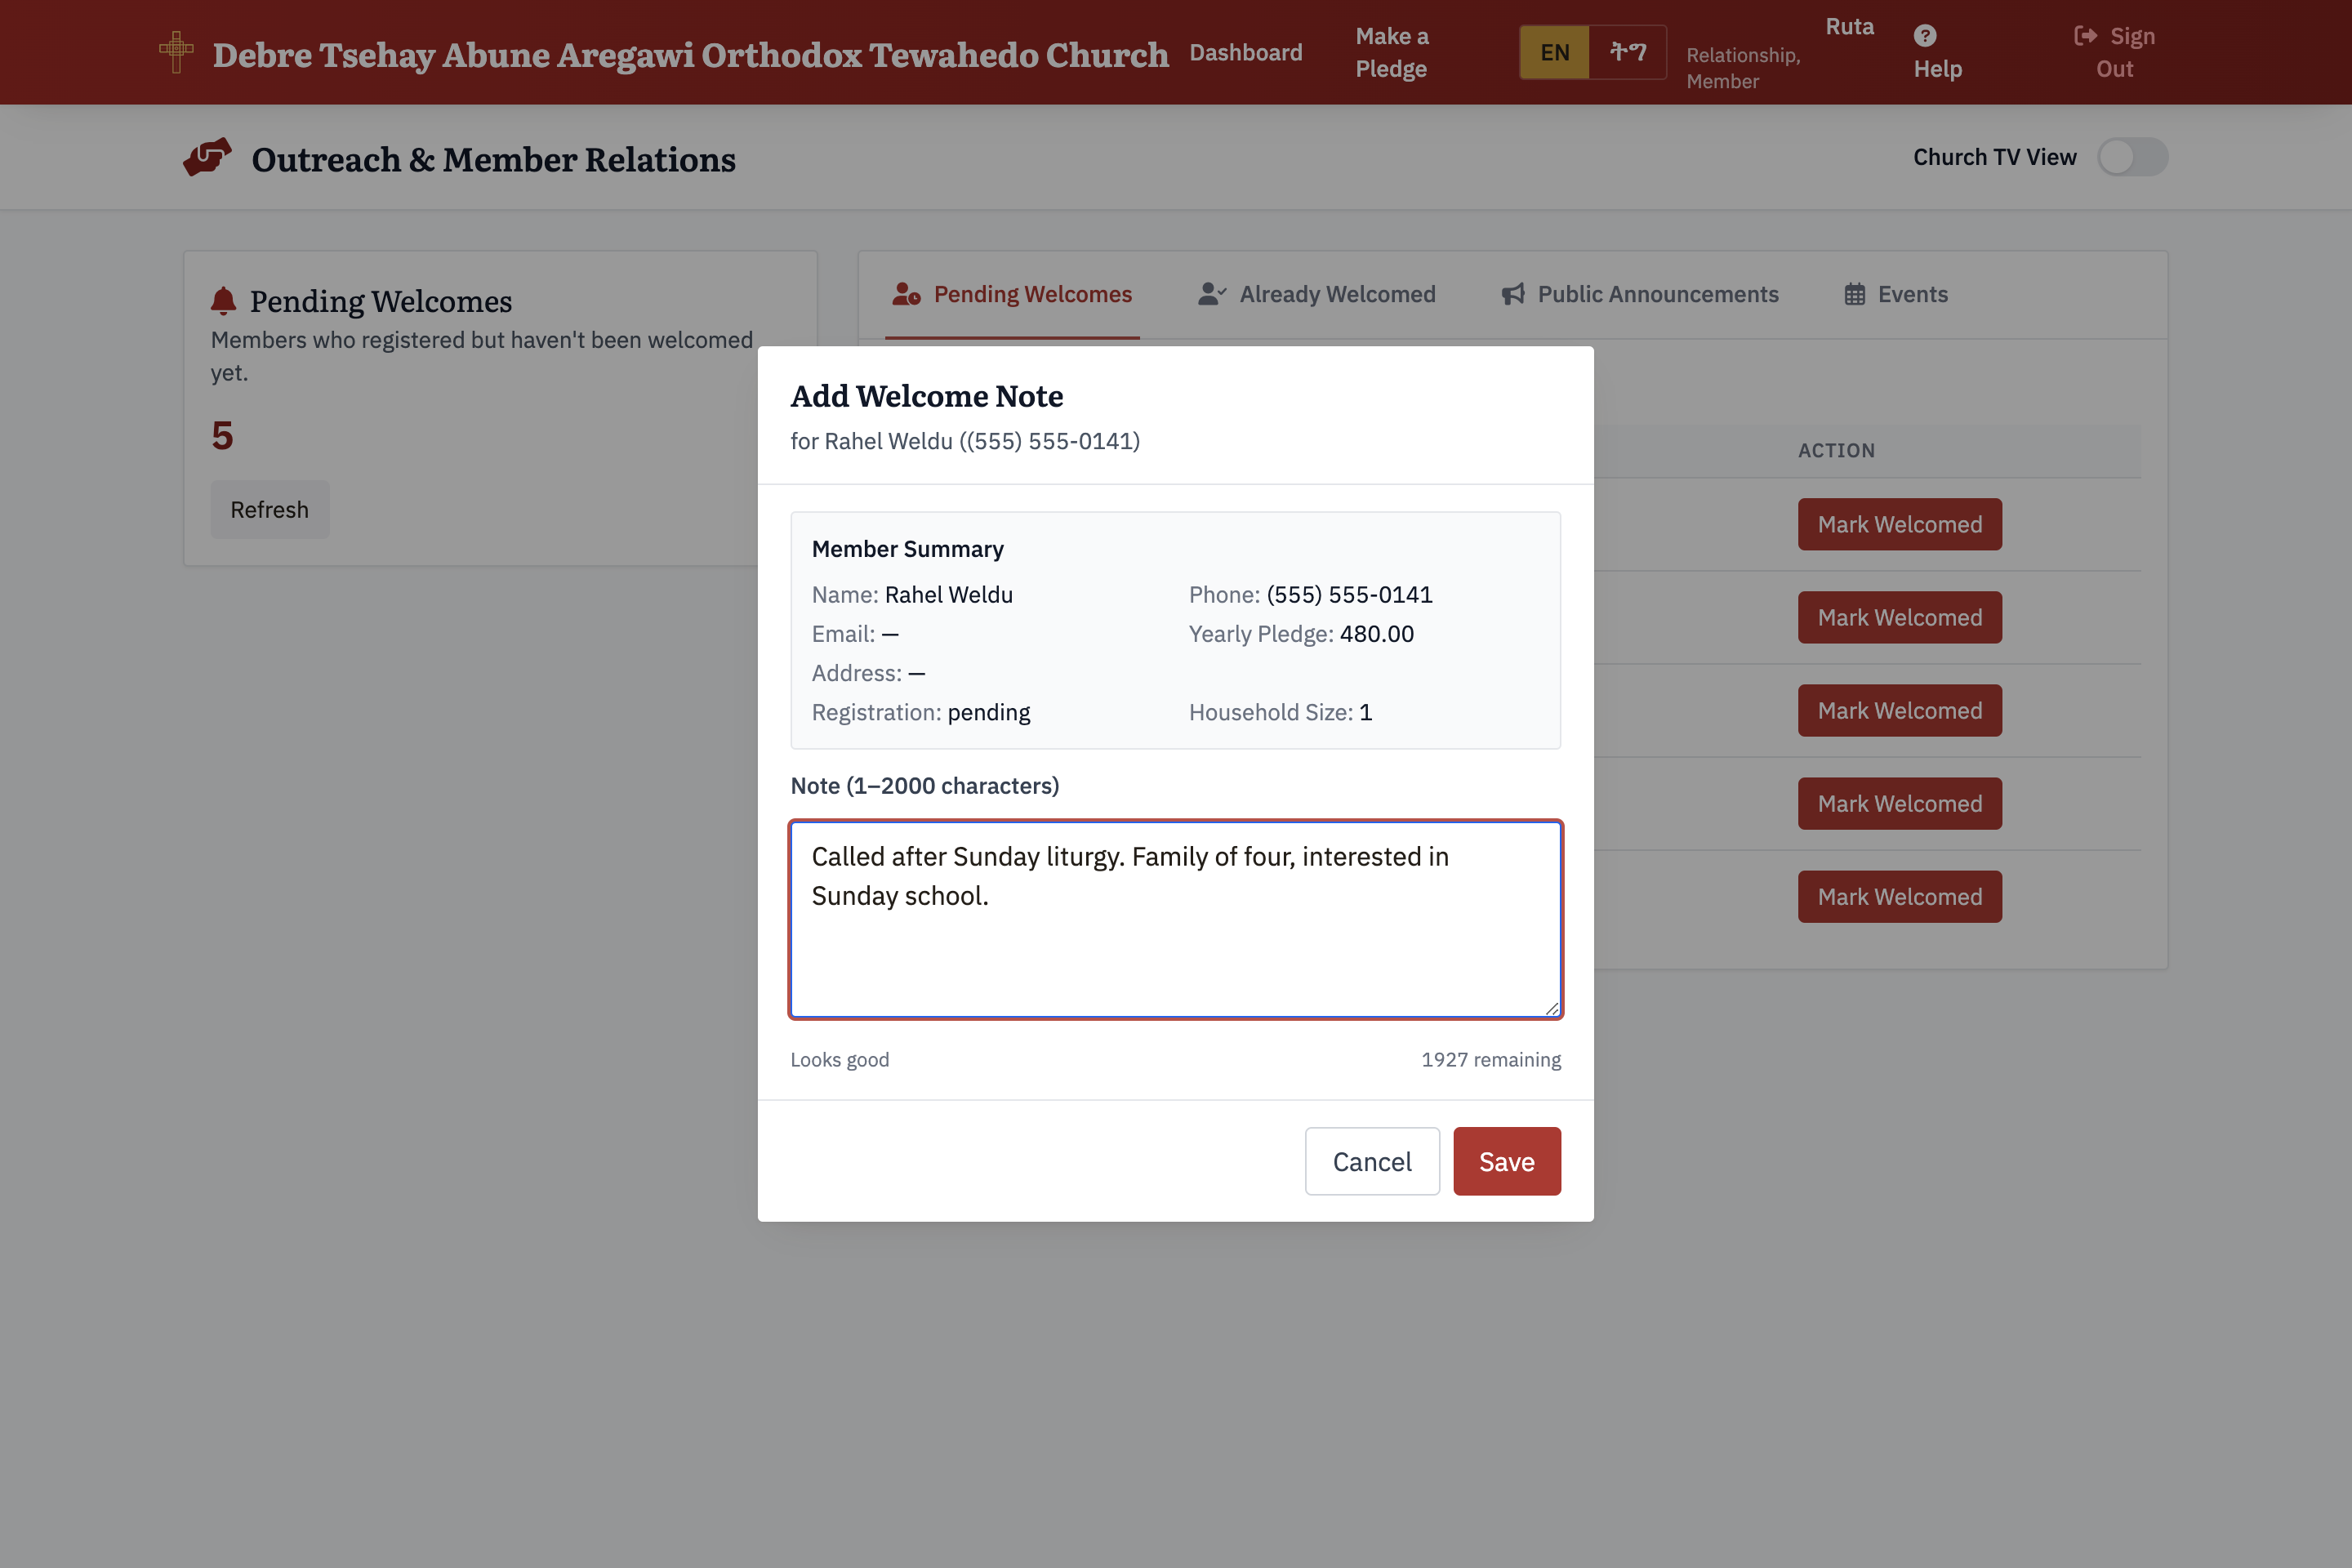 Debre Tsehay Abune Aregawi Orthodox Tewahedo Church
Dashboard
Make a
Pledge
EN
ትግ
Relationship,
Member
Ruta
Help
Sign
Out
Outreach & Member Relations
Church TV View
Pending Welcomes
Members who registered but haven't been welcomed
yet.
5
Refresh
Pending Welcomes
Already Welcomed
Public Announcements
Events
ACTION
Mark Welcomed
Mark Welcomed
Mark Welcomed
Mark Welcomed
Mark Welcomed
Add Welcome Note
for Rahel Weldu ((555) 555-0141)
Member Summary
Name: Rahel Weldu
Phone: (555) 555-0141
Email: —
Yearly Pledge: 480.00
Address: —
Registration: pending
Household Size: 1
Note (1–2000 characters)
Called after Sunday liturgy. Family of four, interested in
Sunday school.
Looks good
1927 remaining
Cancel
Save